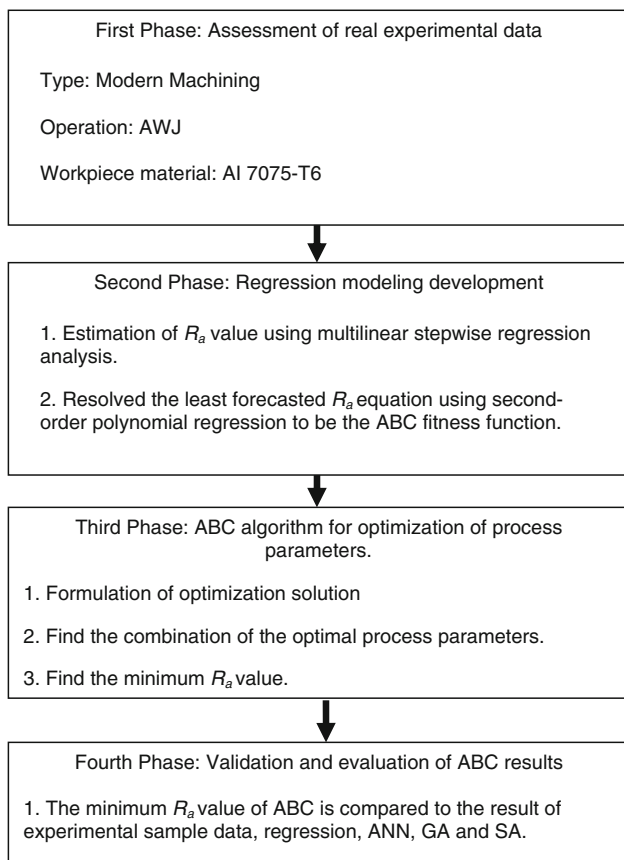 First Phase: Assessment of real experimental data
Type: Modern Machining
Operation: AWJ
Workpiece material: AI 7075-T6
Second Phase: Regression modeling development
1. Estimation of Ra value using multilinear stepwise regression
analysis.
2. Resolved the least forecasted Ra equation using second-
order polynomial regression to be the ABC fitness function.
Third Phase: ABC algorithm for optimization of process
parameters.
1. Formulation of optimization solution
2. Find the combination of the optimal process parameters.
3. Find the minimum Ra value.
Fourth Phase: Validation and evaluation of ABC results
1. The minimum Ra value of ABC is compared to the result of
experimental sample data, regression, ANN, GA and SA.